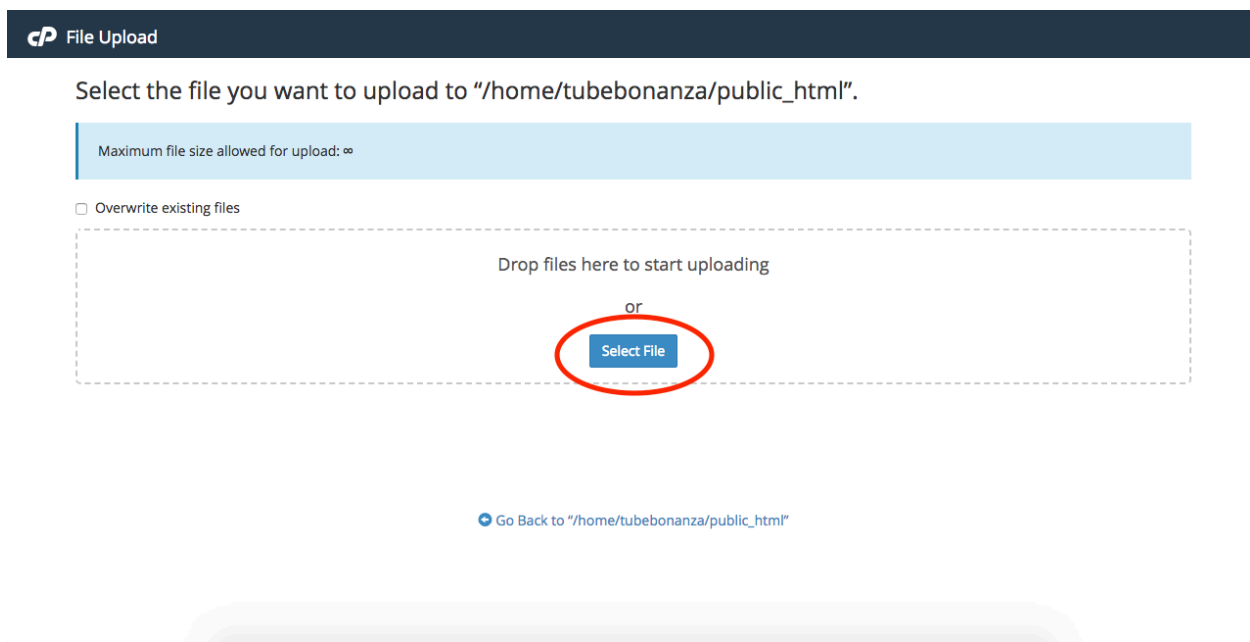 cP File Upload
Select the file you want to upload to “/home/tubebonanza/public_html”.
Maximum file size allowed for upload: ∞
Overwrite existing files
Drop files here to start uploading
or
Select File
Go Back to “/home/tubebonanza/public_html”